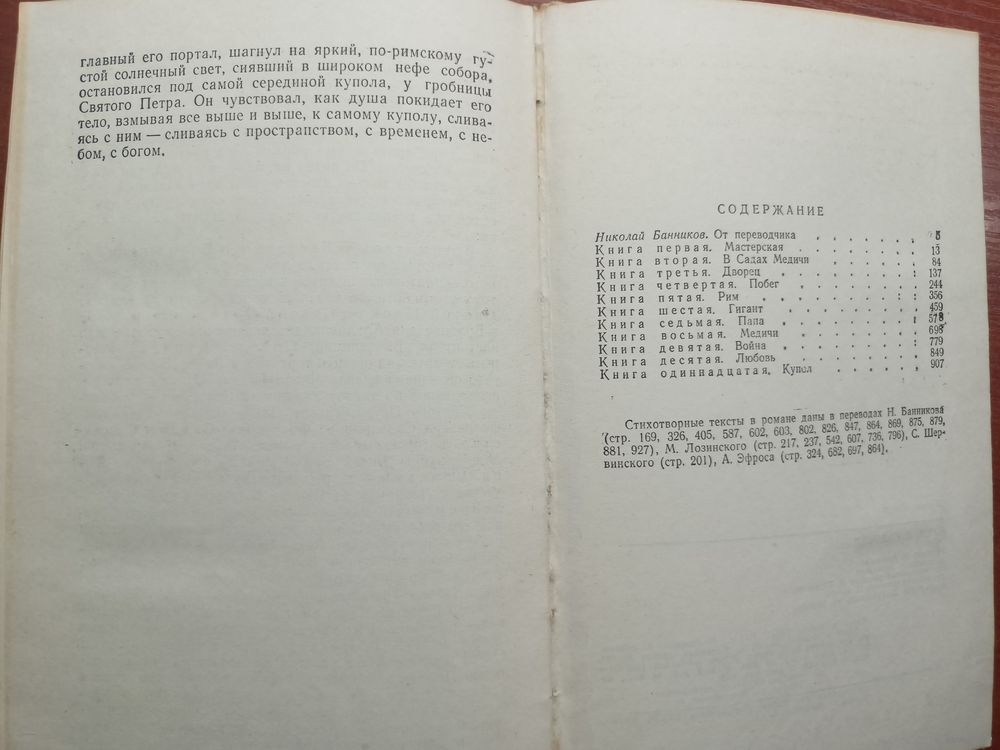 главный его портал, шагнул на яркий, по-римскому гу-
стой солнечный свет, сиявший в широком нефе собора,
остановился под самой серединой купола, у гробницы
Святого Петра. Он чувствовал, как душа покидает его
тело, взмывая все выше и выше, к самому куполу, слива-
ясь с ним — сливаясь с пространством, с временем, с не-
бом, с богом.
СОДЕРЖАНИЕ
Николай Банников. От переводчика . . . . . . 5
Книга первая. Мастерская . . . . . . . 13
Книга вторая. В Садах Медичи . . . . . 84
Книга третья. Дворец . . . . . . . : 137
Книга четвертая. Побег . . . . . . . 244
Книга пятая. Рим . . . . . . : : 356
Книга шестая. Гигант . . . . . . . 459
Книга седьмая. Папа . . . . . . . : 578
Книга восьмая. Медичи . . . . . . . 695
Книга девятая. Война . . . . . . . : 779
Книга десятая. Любовь . . . . . . . 849
Книга одиннадцатая. Купол . . . . . . 907
Стихотворные тексты в романе даны в переводах Н. Банникова
(стр. 169, 326, 405, 587, 602, 603, 802, 826, 847, 864, 869, 875, 879,
881, 927), М. Лозинского (стр. 217, 237, 542, 607, 736, 796), С. Шер-
винского (стр. 201), А. Эфроса (стр. 324, 682, 697, 864).